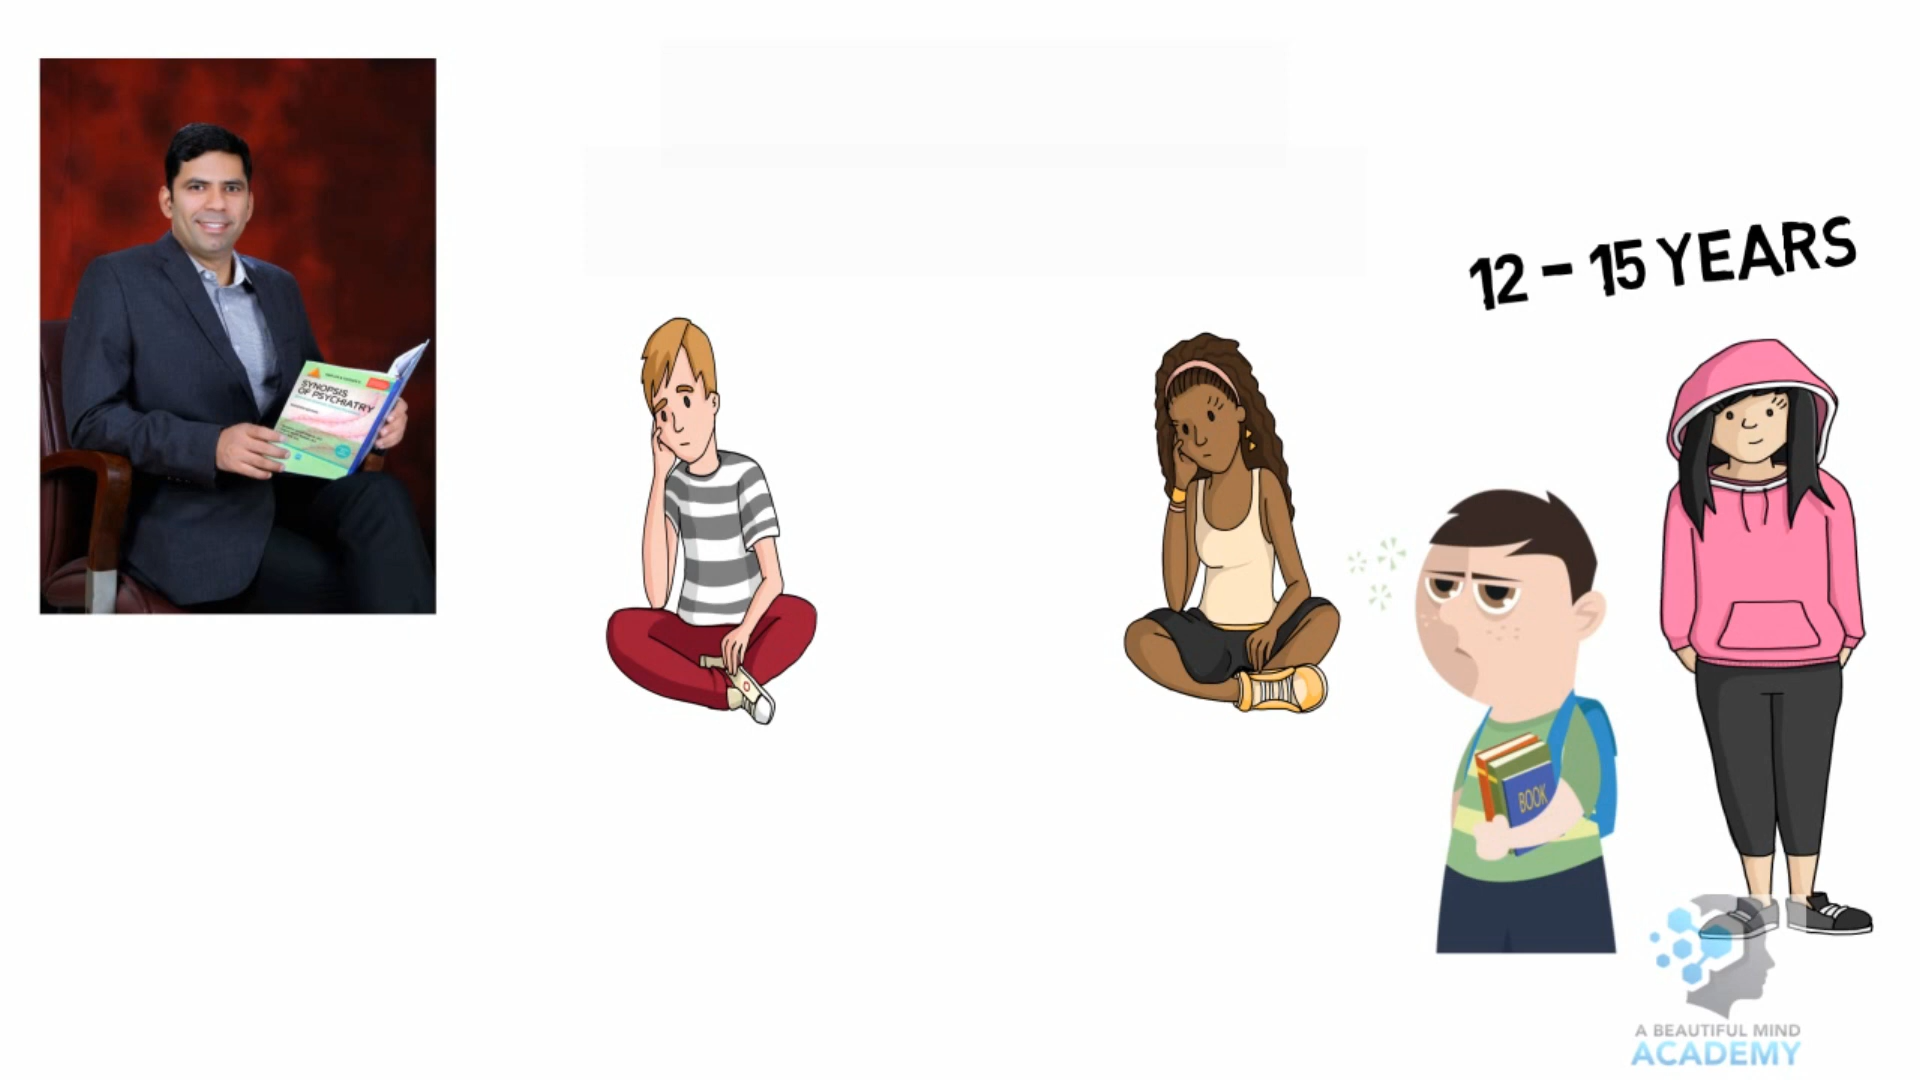 12 - 15 YEARS
SYNOPSIS
OF PSYCHIATRY
BOOK
A BEAUTIFUL MIND
ACADEMY